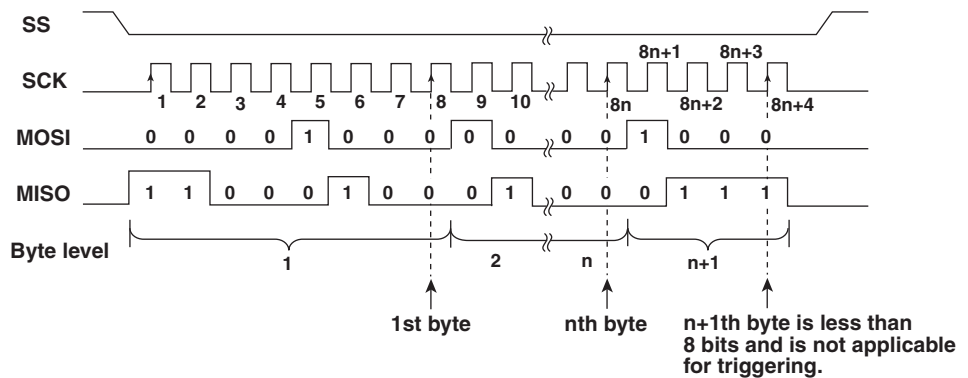 SS
8n+1 8n+3
SCK
1 2 3 4 5 6 7 8 9 10 8n 8n+2 8n+4
MOSI 0 0 0 0 1 0 0 0 0 0 0 0 1 0 0 0
MISO 1 1 0 0 0 1 0 0 0 1 0 0 0 1 1 1
Byte level
1 2 n n+1
1st byte
nth byte
n+1th byte is less than
8 bits and is not applicable
for triggering.